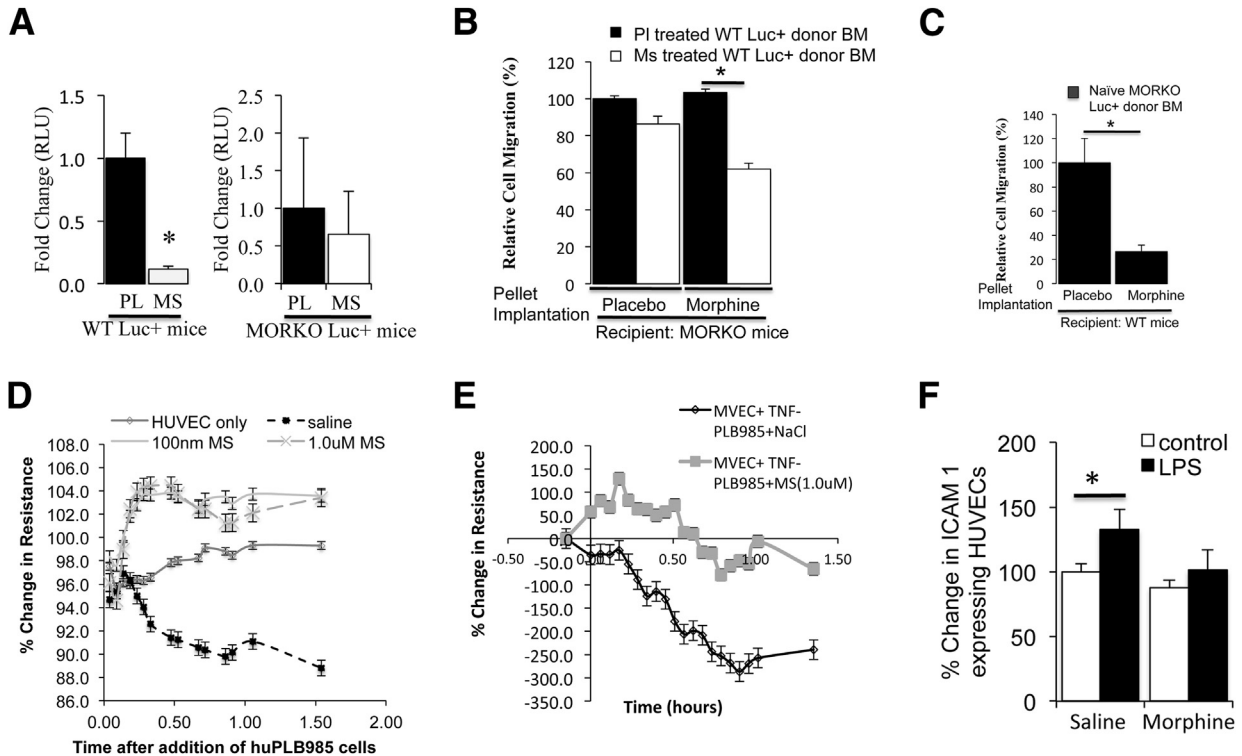 A
Fold Change (RLU)
1.5
1.0
0.5
0.0
PL MS
WT Luc+ mice
*
Fold Change (RLU)
2.5
2.0
1.5
1.0
0.5
0.0
PL MS
MORKO Luc+ mice
B
Pl treated WT Luc+ donor BM
Ms treated WT Luc+ donor BM
Relative Cell Migration (%)
120
100
80
60
40
20
0
*
Pellet
Implantation
Placebo Morphine
Recipient: MORKO mice
C
Naïve MORKO
Luc+ donor BM
Relative Cell Migration (%)
140
120
100
80
60
40
20
0
*
Pellet
Implantation
Placebo Morphine
Recipient: WT mice
D
HUVEC only saline
100nm MS 1.0uM MS
% Change in Resistance
108.0
106.0
104.0
102.0
100.0
98.0
96.0
94.0
92.0
90.0
88.0
86.0
0.00 0.50 1.00 1.50 2.00
Time after addition of huPLB985 cells
E
MVEC+ TNF-
PLB985+NaCl
MVEC+ TNF-
PLB985+MS(1.0uM)
% Change in Resistance
200.0
150.0
100.0
50.0
-0.50 0.50 1.00 1.50
-50.0
-100.0
-150.0
-200.0
-250.0
-300.0
-350.0
Time (hours)
F
control
LPS
% Change in ICAM 1
expressing HUVECs
200
150
100
50
0
*
Saline Morphine